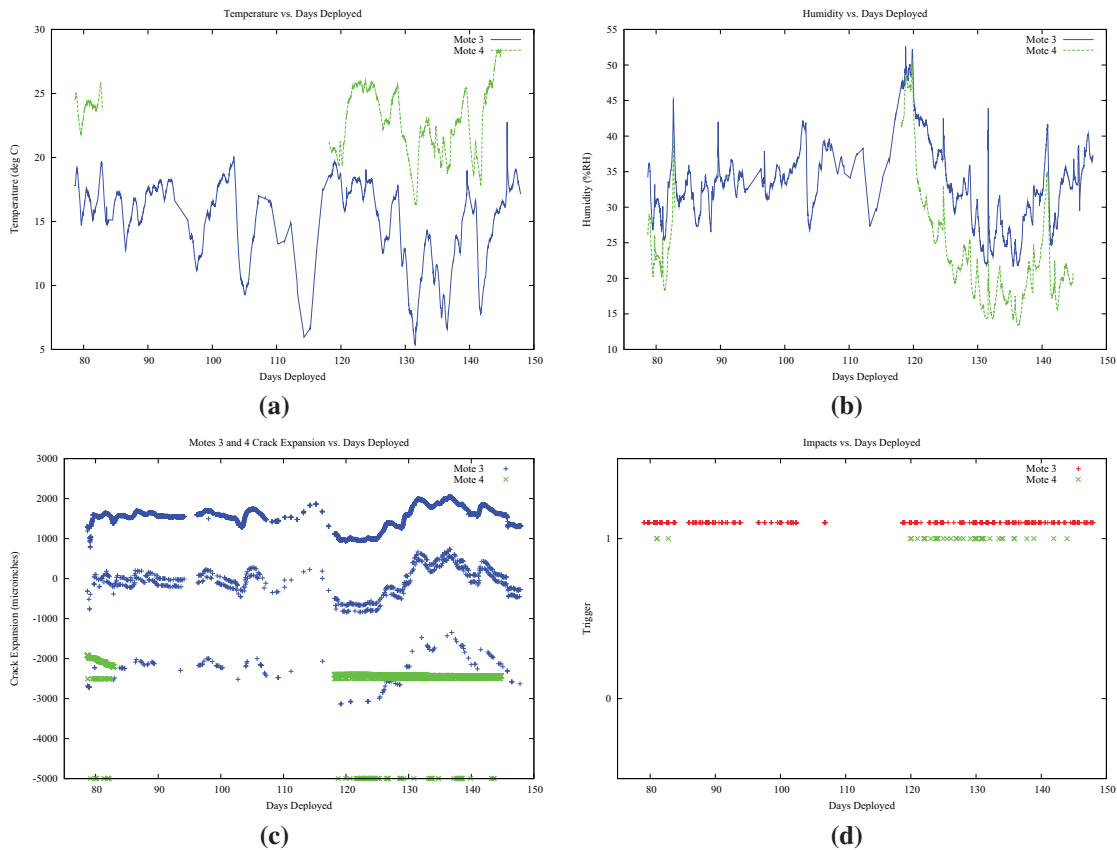 Temperature vs. Days Deployed
30
25
20
15
10
5
Temperature (deg C)
Mote 3
Mote 4
80 90 100 110 120 130 140 150
Days Deployed
(a)
Humidity vs. Days Deployed
55
50
45
40
35
30
25
20
15
10
5
Humidity (%RH)
Mote 3
Mote 4
80 90 100 110 120 130 140 150
Days Deployed
(b)
Motes 3 and 4 Crack Expansion vs. Days Deployed
3000
2000
1000
0
-1000
-2000
-3000
-4000
-5000
Crack Expansion (microinches)
Mote 3
Mote 4
80 90 100 110 120 130 140 150
Days Deployed
(c)
Impacts vs. Days Deployed
1
0
Trigger
Mote 3
Mote 4
80 90 100 110 120 130 140 150
Days Deployed
(d)